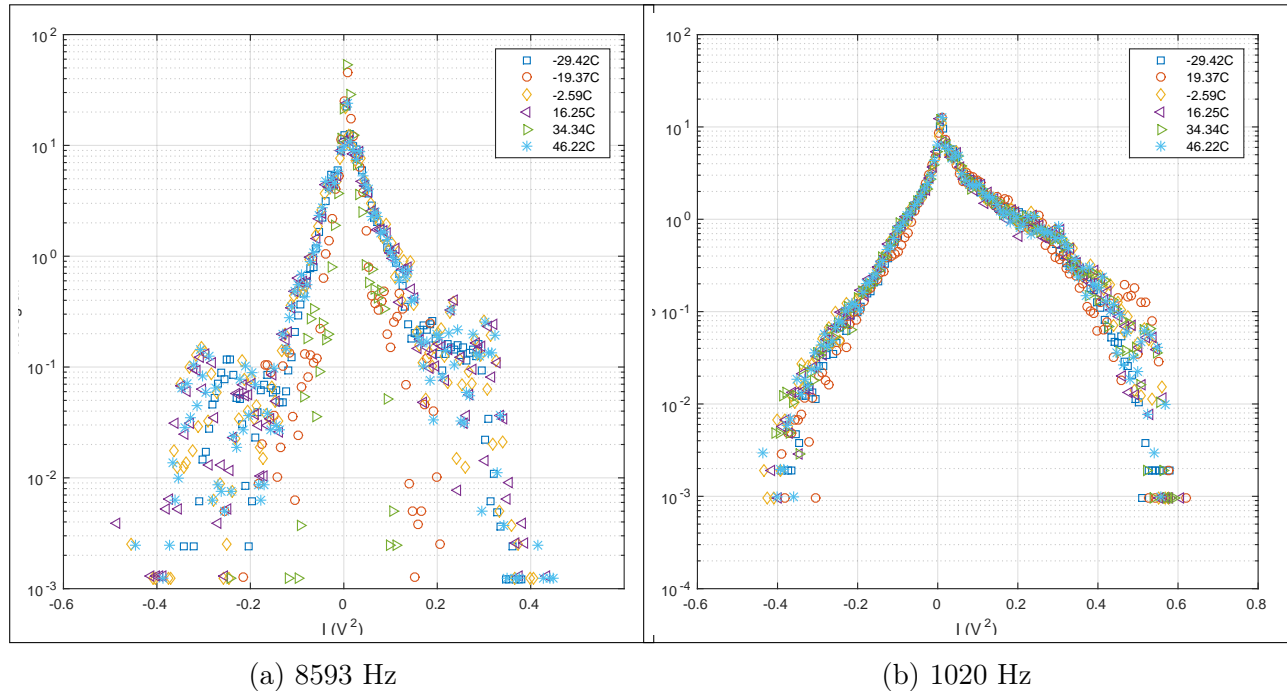 10^2
10^1
10^0
10^-1
10^-2
10^-3
-0.6 -0.4 -0.2 0 0.2 0.4
I (V^2)
-29.42C
-19.37C
-2.59C
16.25C
34.34C
46.22C
(a) 8593 Hz
10^2
10^1
10^0
10^-1
10^-2
10^-3
10^-4
-0.6 -0.4 -0.2 0 0.2 0.4 0.6 0.8
I (V^2)
-29.42C
-19.37C
-2.59C
16.25C
34.34C
46.22C
(b) 1020 Hz